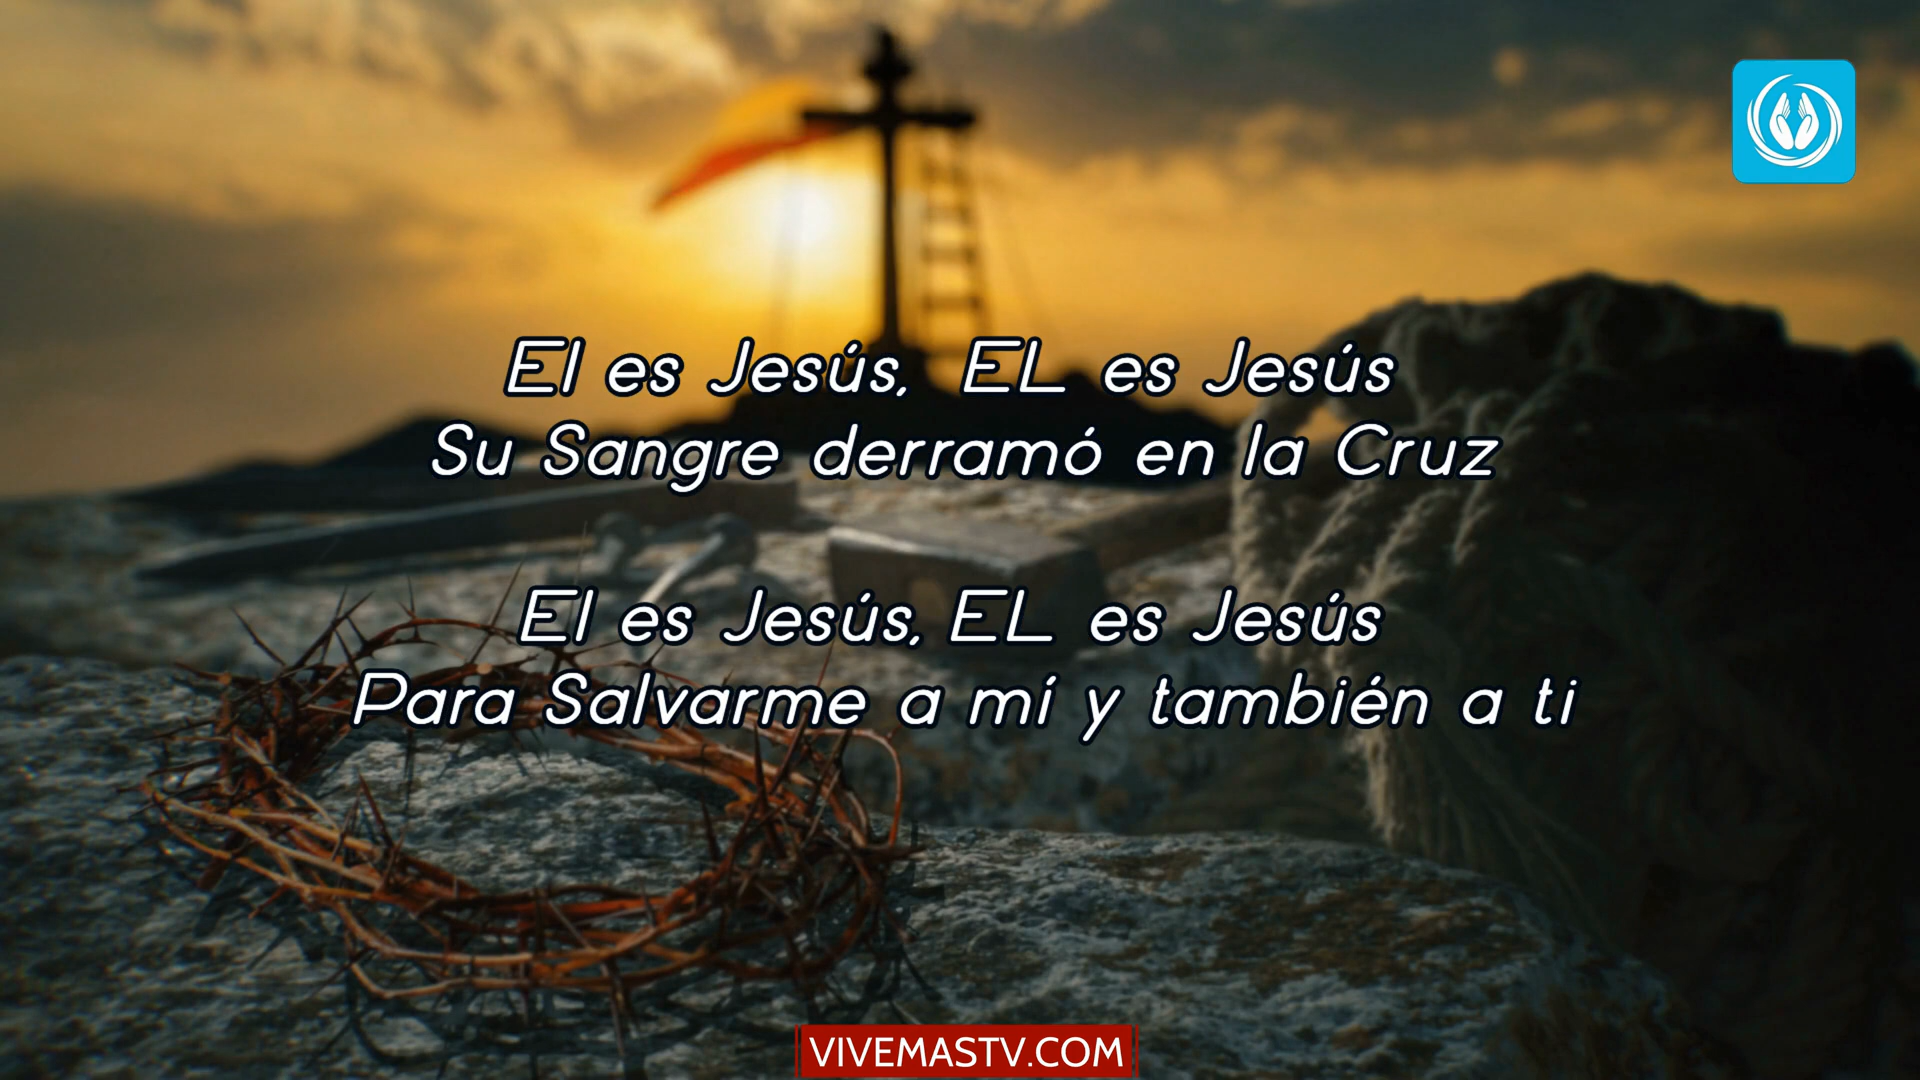 El es Jesús, EL es Jesús
Su Sangre derramó en la Cruz
El es Jesús, EL es Jesús
Para Salvarme a mí y también a ti
VIVEMASTV.COM